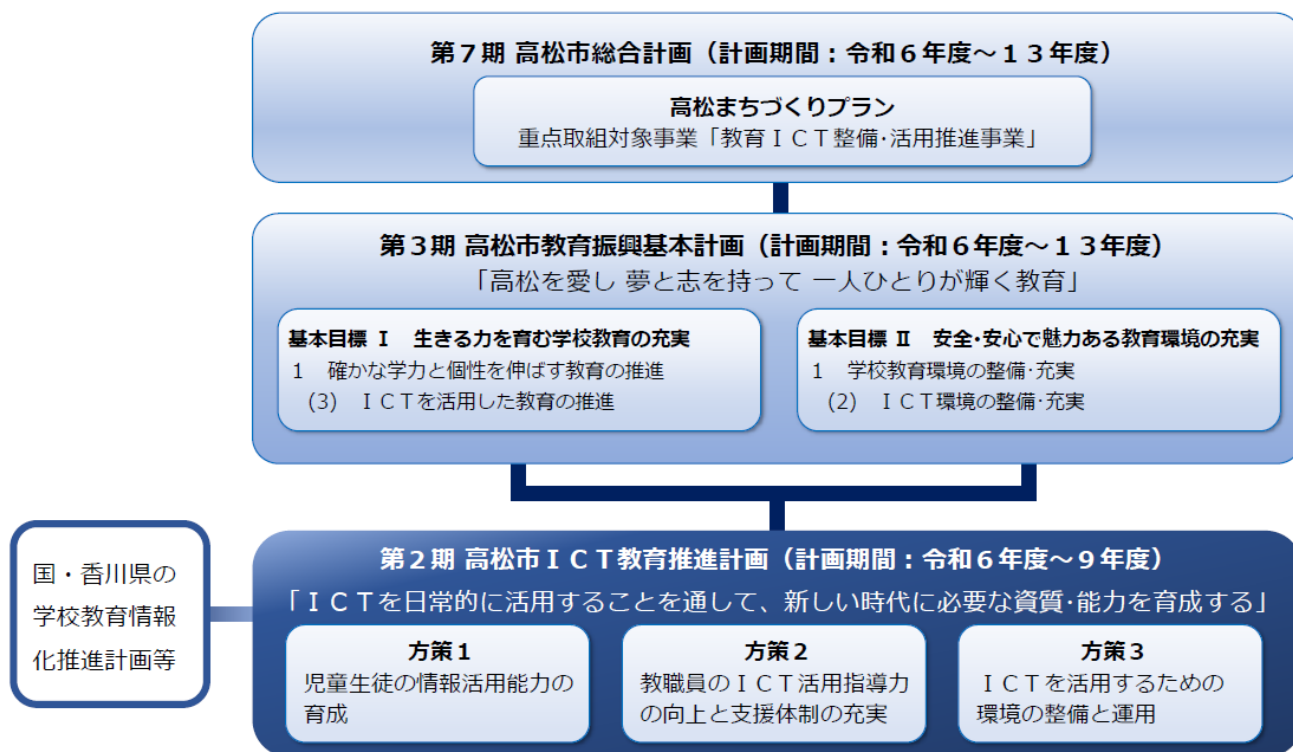 第７期 高松市総合計画（計画期間：令和６年度～１３年度）
高松まちづくりプラン
重点取組対象事業「教育ＩＣＴ整備･活用推進事業」
第３期 高松市教育振興基本計画（計画期間：令和６年度～１３年度）
「高松を愛し 夢と志を持って 一人ひとりが輝く教育」
基本目標 Ⅰ　生きる力を育む学校教育の充実
1　確かな学力と個性を伸ばす教育の推進
(3)　ＩＣＴを活用した教育の推進
基本目標 Ⅱ　安全･安心で魅力ある教育環境の充実
1　学校教育環境の整備･充実
(2)　ＩＣＴ環境の整備･充実
国・香川県の
学校教育情報
化推進計画等
第２期 高松市ＩＣＴ教育推進計画（計画期間：令和６年度～９年度）
「ＩＣＴを日常的に活用することを通して、新しい時代に必要な資質･能力を育成する」
方策１
児童生徒の情報活用能力の
育成
方策２
教職員のＩＣＴ活用指導力
の向上と支援体制の充実
方策３
ＩＣＴを活用するための
環境の整備と運用